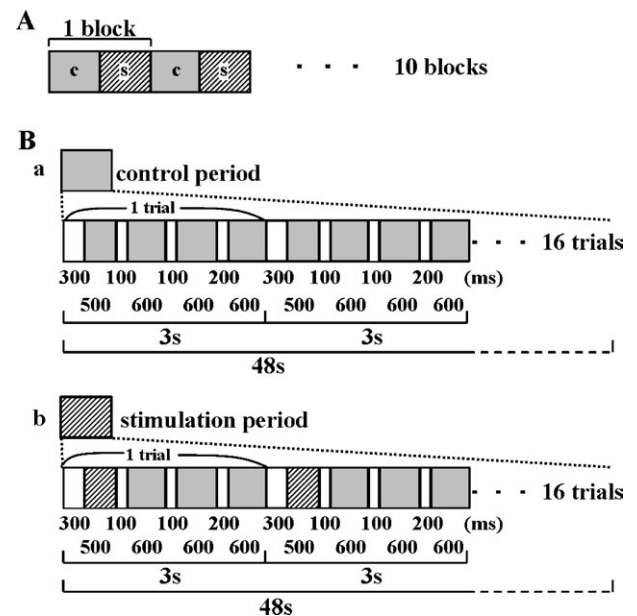 A
1 block
c s c s . . . 10 blocks
B
a
control period
1 trial
. . . . 16 trials
300 100 100 200 300 100 100 200 (ms)
500 600 600 600 500 600 600 600
3s 3s
48s
b
stimulation period
1 trial
. . . . 16 trials
300 100 100 200 300 100 100 200 (ms)
500 600 600 600 500 600 600 600
3s 3s
48s